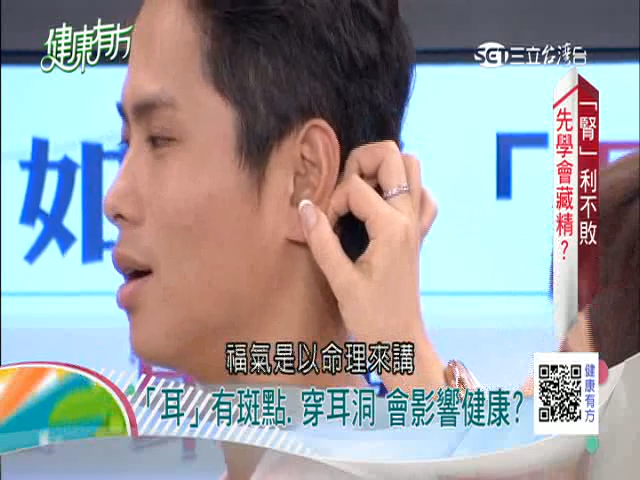 健康有方
SET三立台灣台
「腎」利不敗
先學會藏精?
如
「
福氣是以命理來講
「耳」有斑點.穿耳洞 會影響健康?
健康有方